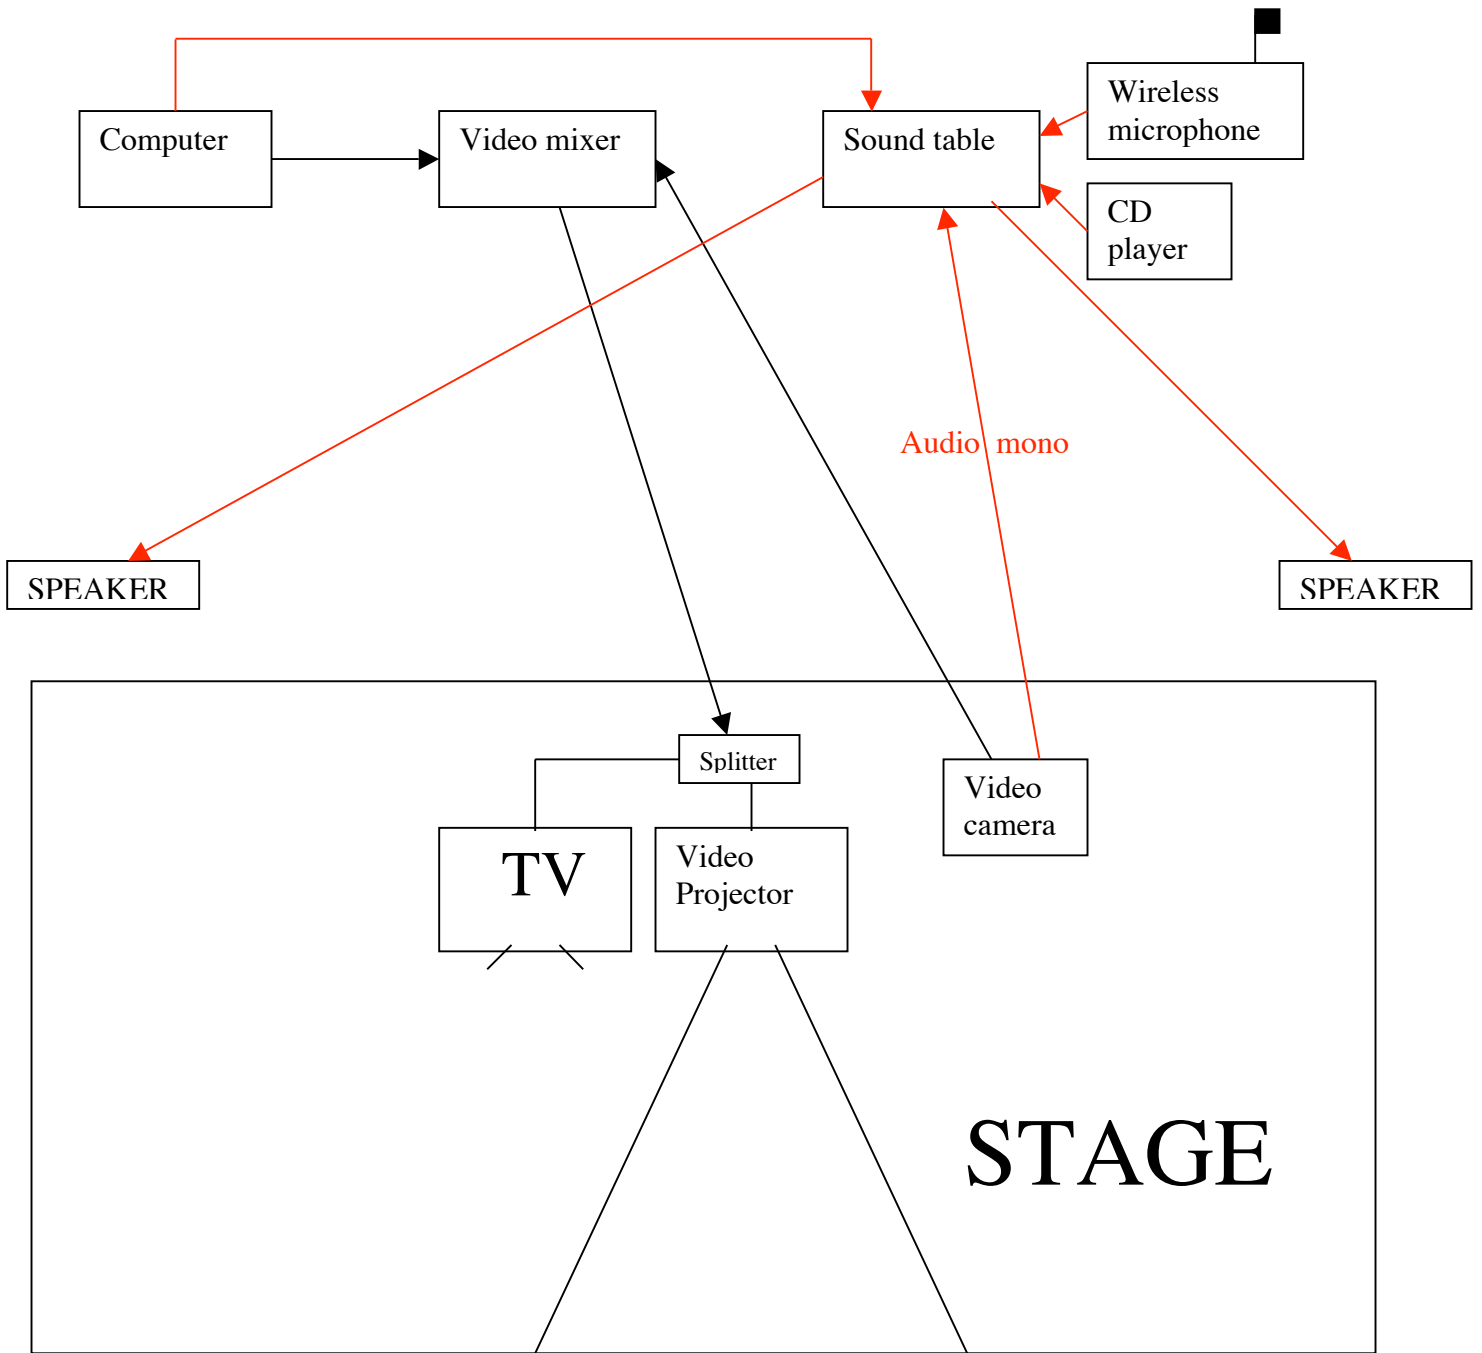 Wireless
microphone
Computer
Video mixer
Sound table
CD
player
Audio mono
SPEAKER
SPEAKER
Splitter
Video
camera
TV
Video
Projector
STAGE